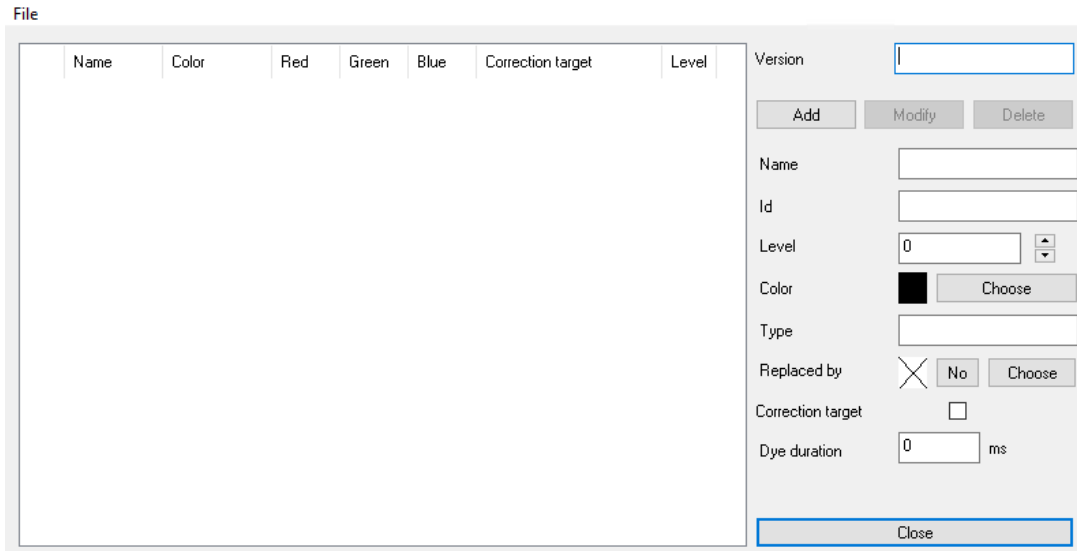 File
Name Color Red Green Blue Correction target Level
Version
Add Modify Delete
Name
Id
Level 0
Color Choose
Type
Replaced by No Choose
Correction target
Dye duration 0 ms
Close